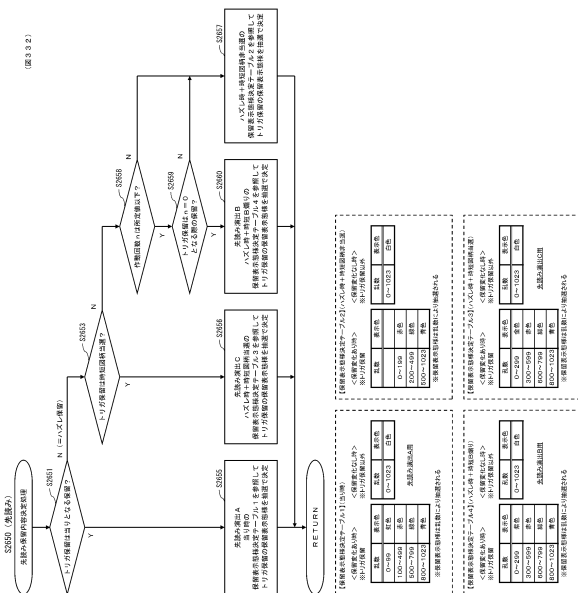 (図332)
S2650(先読み)
先読み保留内容決定処理
S2651
トリガ保留は当りとなる保留?
N(=ハズレ保留)
Y
S2653
トリガ保留は時短図柄当選?
N
Y
S2658
作動回数nは所定値以下?
N
Y
S2659
トリガ保留はn=0
となる際の保留?
N
Y
S2655
先読み演出A
当り時の
保留表示態様決定テーブル1を参照して
トリガ保留の保留表示態様を抽選で決定
S2656
先読み演出C
ハズレ時+時短図柄当選の
保留表示態様決定テーブル3を参照して
トリガ保留の保留表示態様を抽選で決定
S2660
先読み演出B
ハズレ時+時短B煽りの
保留表示態様決定テーブル4を参照して
トリガ保留の保留表示態様を抽選で決定
S2657
ハズレ時+時短図柄非当選の
保留表示態様決定テーブル2を参照して
トリガ保留の保留表示態様を抽選で決定
RETURN
【保留表示態様決定テーブル1】(当り時)
<保留変化あり時>
※トリガ保留
乱数 表示色
0~99 虹色
100~499 赤色
500~799 緑色
800~1023 青色
<保留変化なし時>
※トリガ保留以外
乱数 表示色
0~1023 白色
先読み演出A用
※保留表示態様は乱数により抽選される
【保留表示態様決定テーブル2】(ハズレ時+時短図柄非当選)
<保留変化あり時>
※トリガ保留
乱数 表示色
0~199 赤色
200~499 緑色
500~1023 青色
<保留変化なし時>
※トリガ保留以外
乱数 表示色
0~1023 白色
※保留表示態様は乱数により抽選される
【保留表示態様決定テーブル4】(ハズレ時+時短B煽り)
<保留変化あり時>
※トリガ保留
乱数 表示色
0~299
300~599 赤色
600~799 緑色
800~1023 青色
<保留変化なし時>
※トリガ保留以外
乱数 表示色
0~1023 白色
先読み演出B用
※保留表示態様は乱数により抽選される
【保留表示態様決定テーブル3】(ハズレ時+時短図柄当選)
<保留変化あり時>
※トリガ保留
乱数 表示色
0~299 金色
300~599 赤色
600~799 緑色
800~1023 青色
<保留変化なし時>
※トリガ保留以外
乱数 表示色
0~1023 白色
先読み演出C用
※保留表示態様は乱数により抽選される